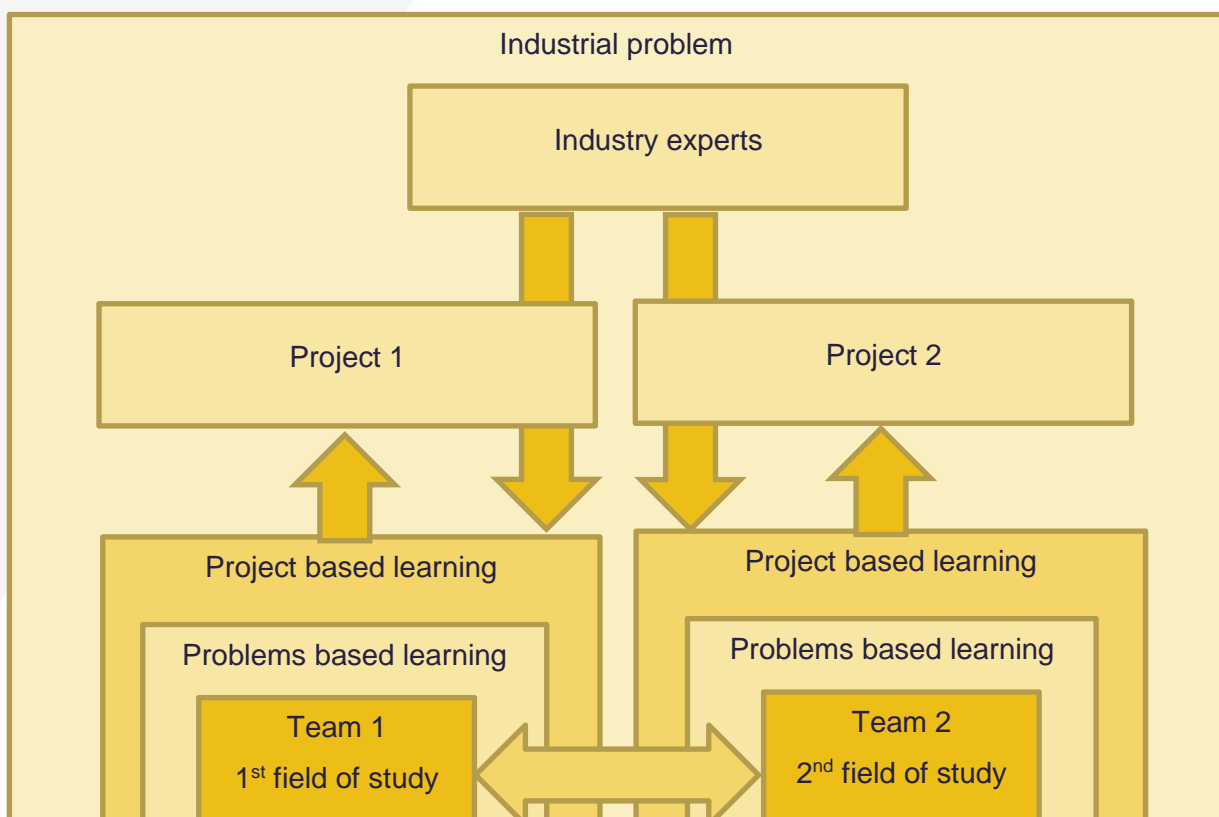 Industrial problem
Industry experts
Project 1
Project 2
Project based learning
Project based learning
Problems based learning
Problems based learning
Team 1
1st field of study
Team 2
2nd field of study